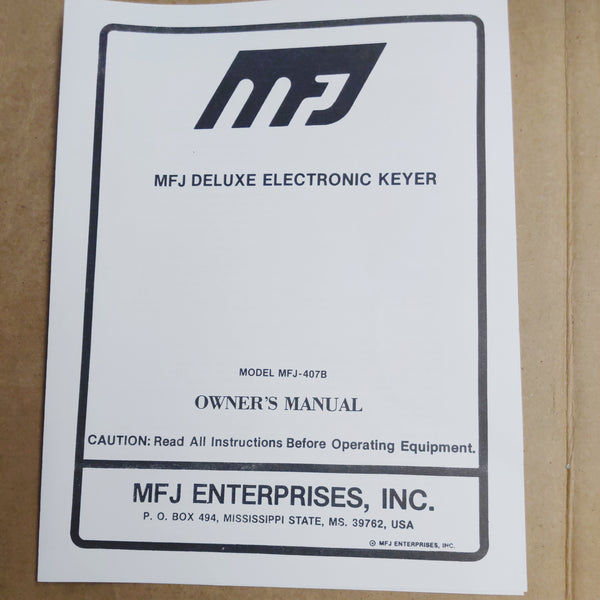 MFJ
MFJ DELUXE ELECTRONIC KEYER
MODEL MFJ-407B
OWNER'S MANUAL
CAUTION: Read All Instructions Before Operating Equipment.
MFJ ENTERPRISES, INC.
P. O. BOX 494, MISSISSIPPI STATE, MS. 39762, USA
© MFJ ENTERPRISES, INC.